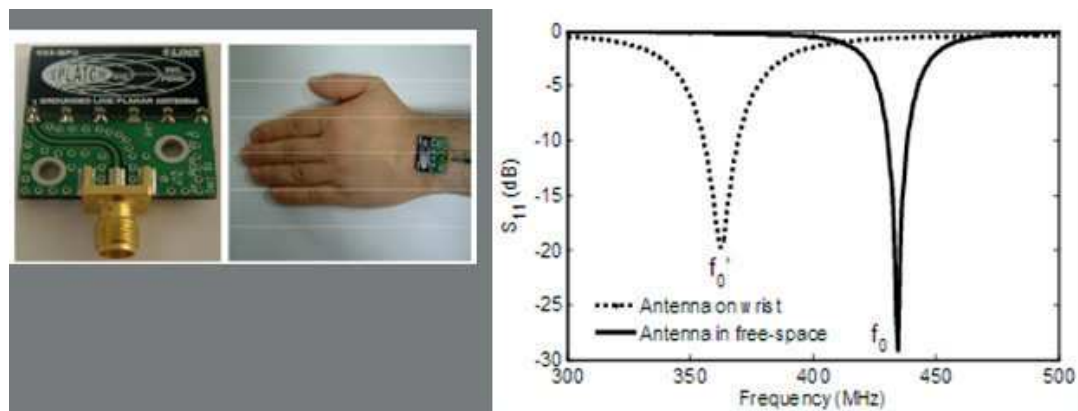 SPLATCH
GROUNDED LINE PLANAR ANTENNA
0
-5
-10
-15
-20
-25
-30
S11 (dB)
f0'
Antenna on wrist
Antenna in free-space
f0
300
350
400
450
500
Frequency (MHz)